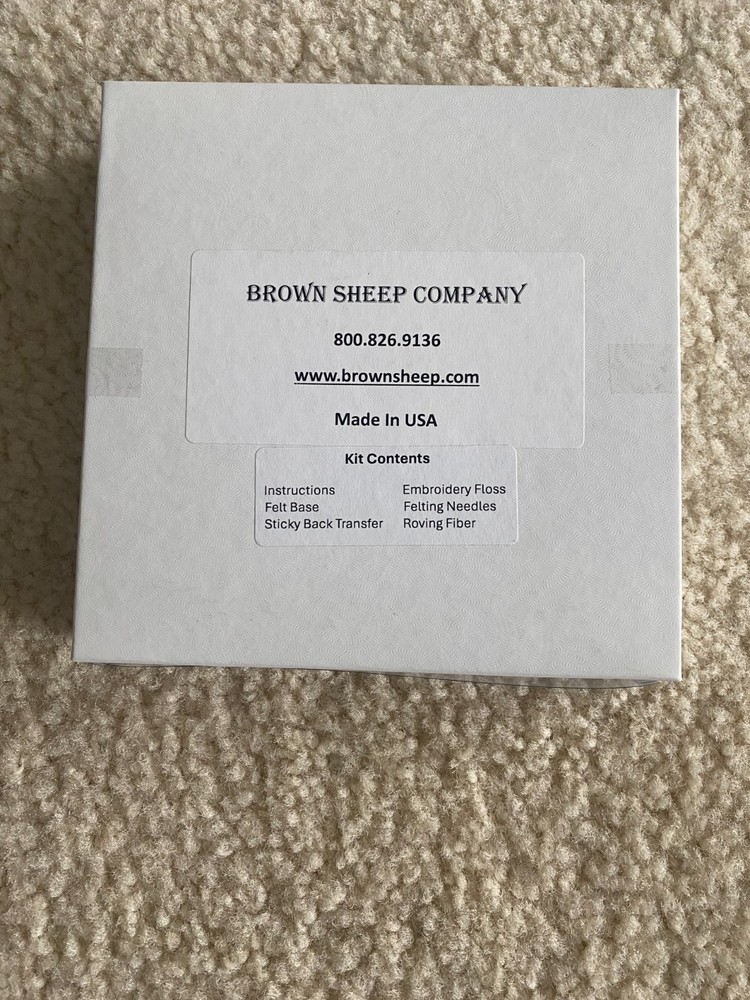 BROWN SHEEP COMPANY
800.826.9136
www.brownsheep.com
Made In USA
Kit Contents
Instructions Embroidery Floss
Felt Base Felting Needles
Sticky Back Transfer Roving Fiber